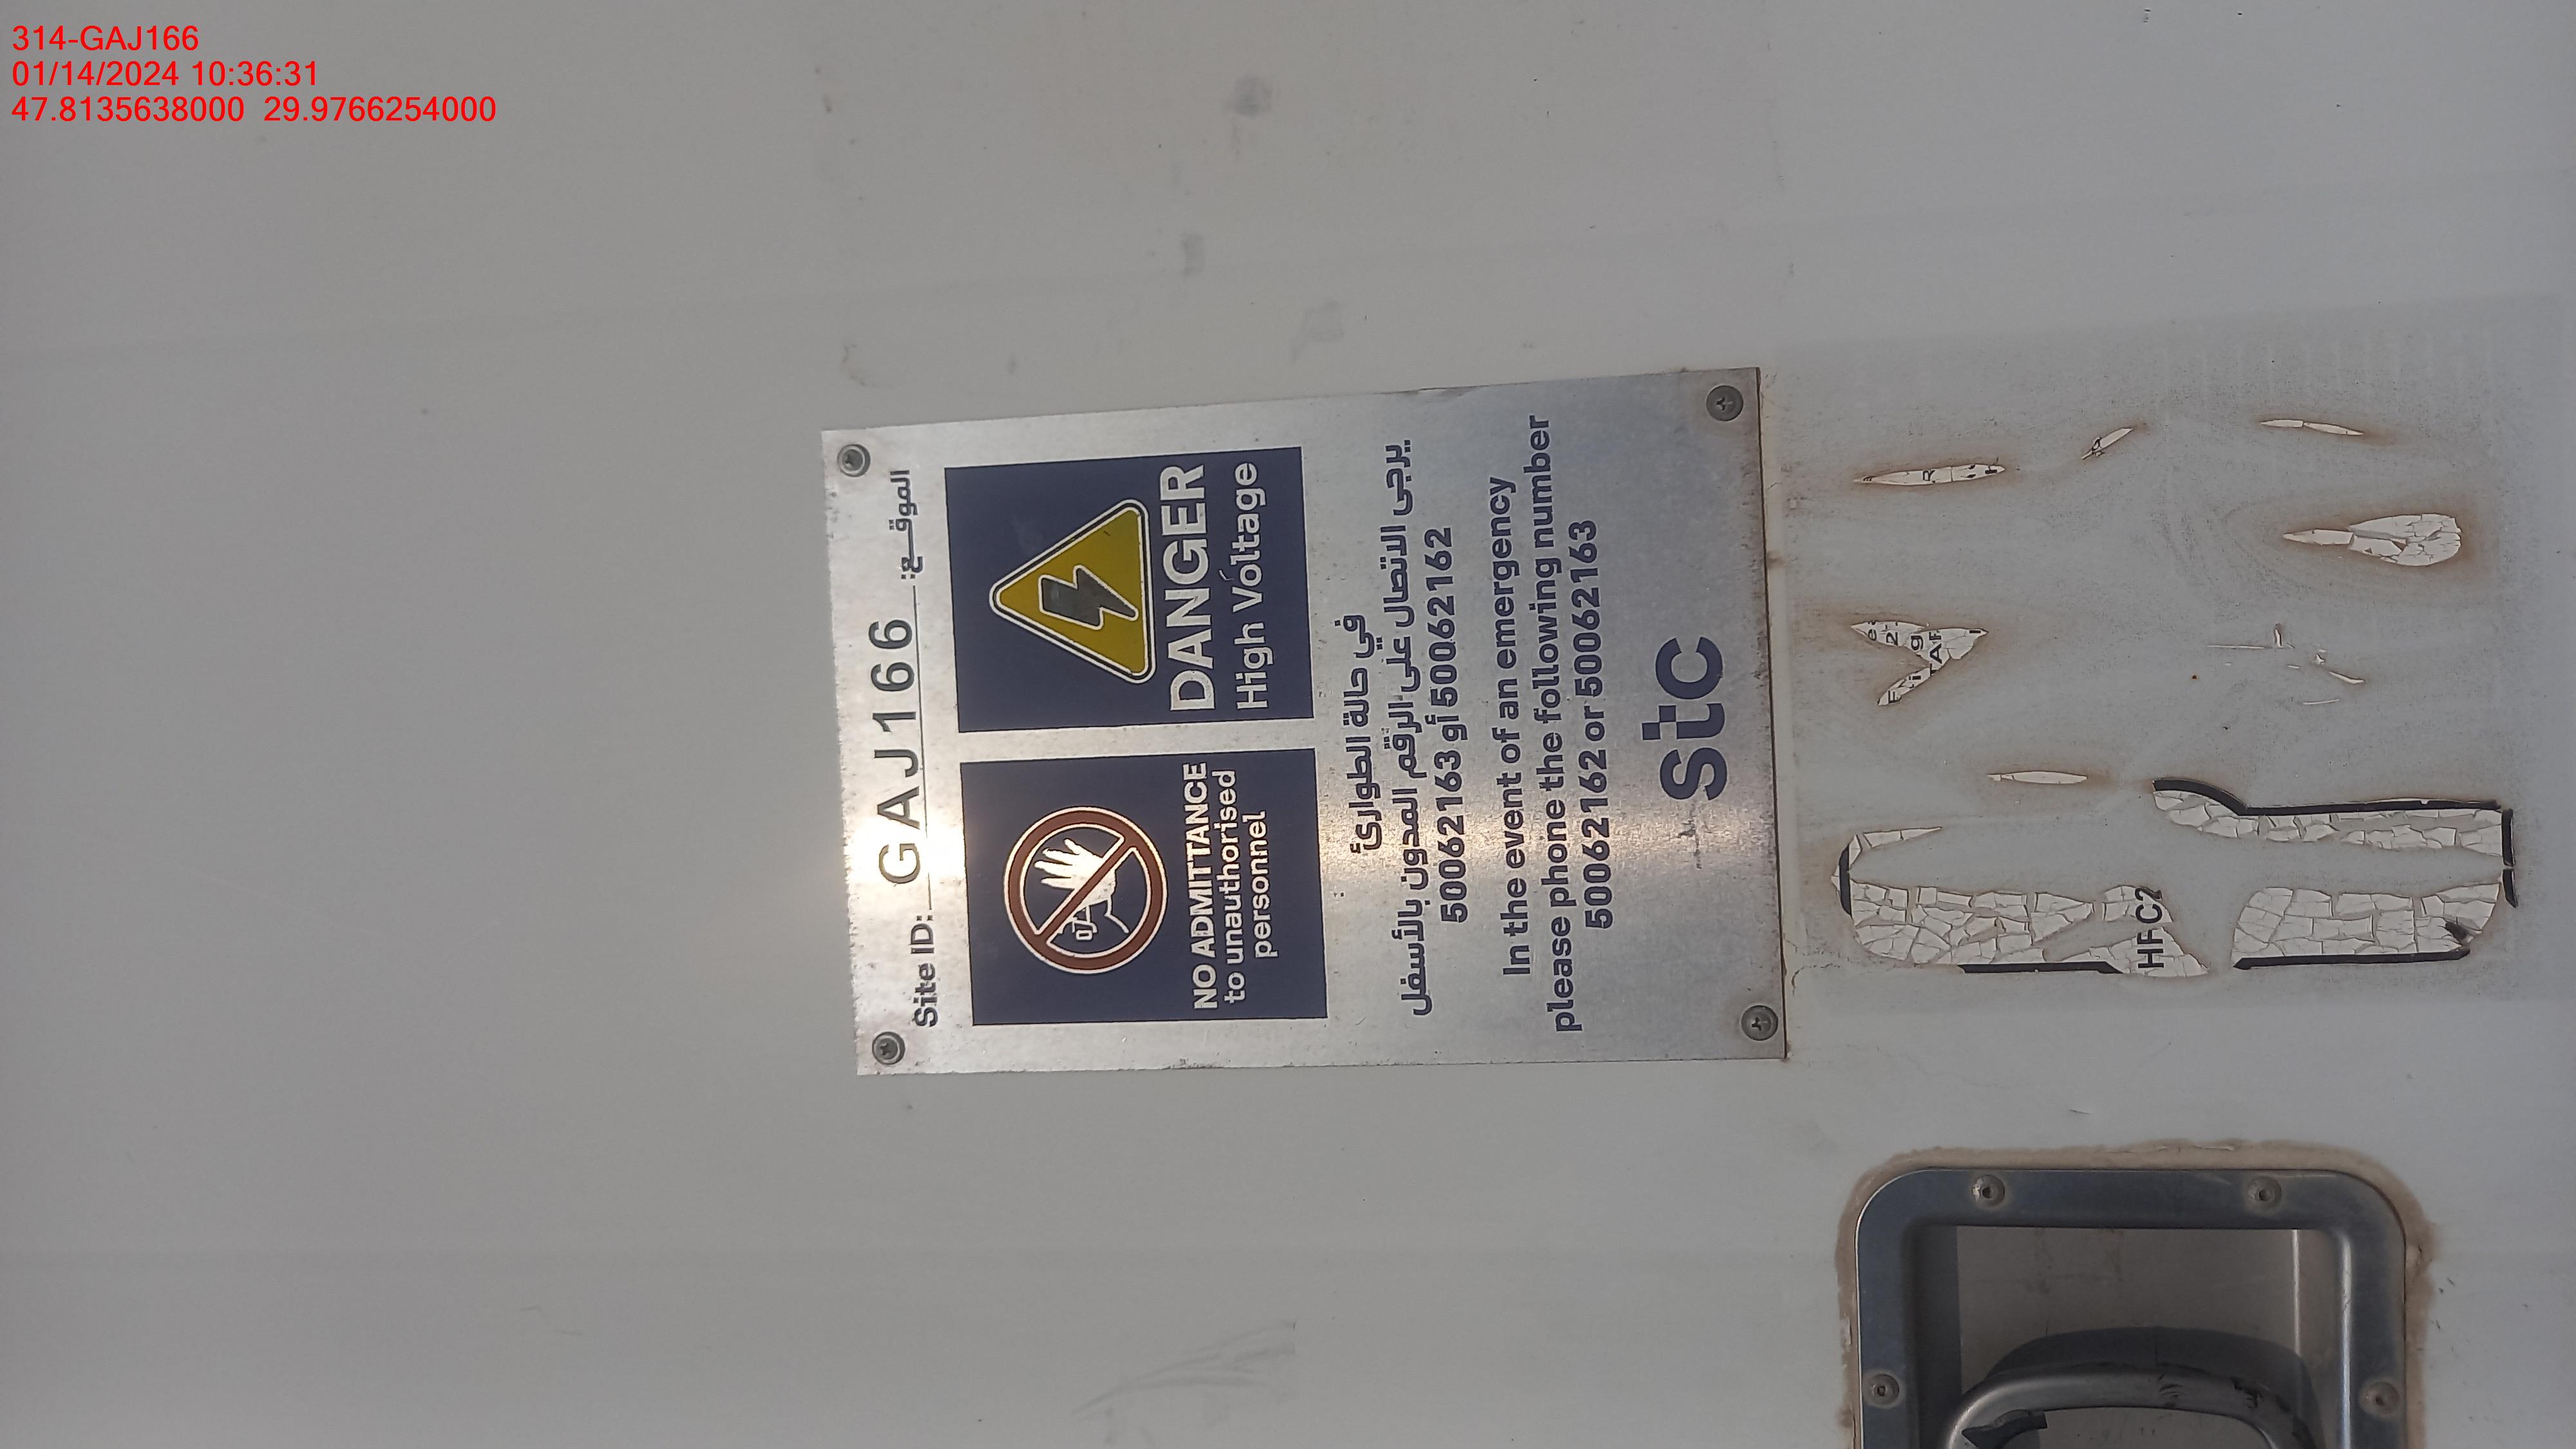 314-GAJ166
01/14/2024 10:36:31
47.8135638000 29.9766254000
Site ID: GAJ166 الموقــع:
NO ADMITTANCE
to unauthorised
personnel
DANGER
High Voltage
في حالة الطوارئ
يرجى الاتصال على الرقم المدون بالأسفل
50062162 أو 50062163
In the event of an emergency
please phone the following number
50062162 or 50062163
stc